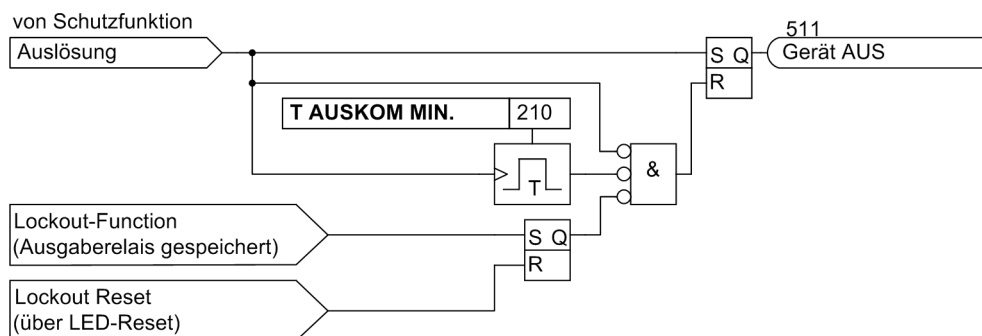 von Schutzfunktion
Auslösung
511
Gerät AUS
S Q
R
T AUSKOM MIN. 210
T
&
Lockout-Function
(Ausgaberelais gespeichert)
S Q
R
Lockout Reset
(über LED-Reset)